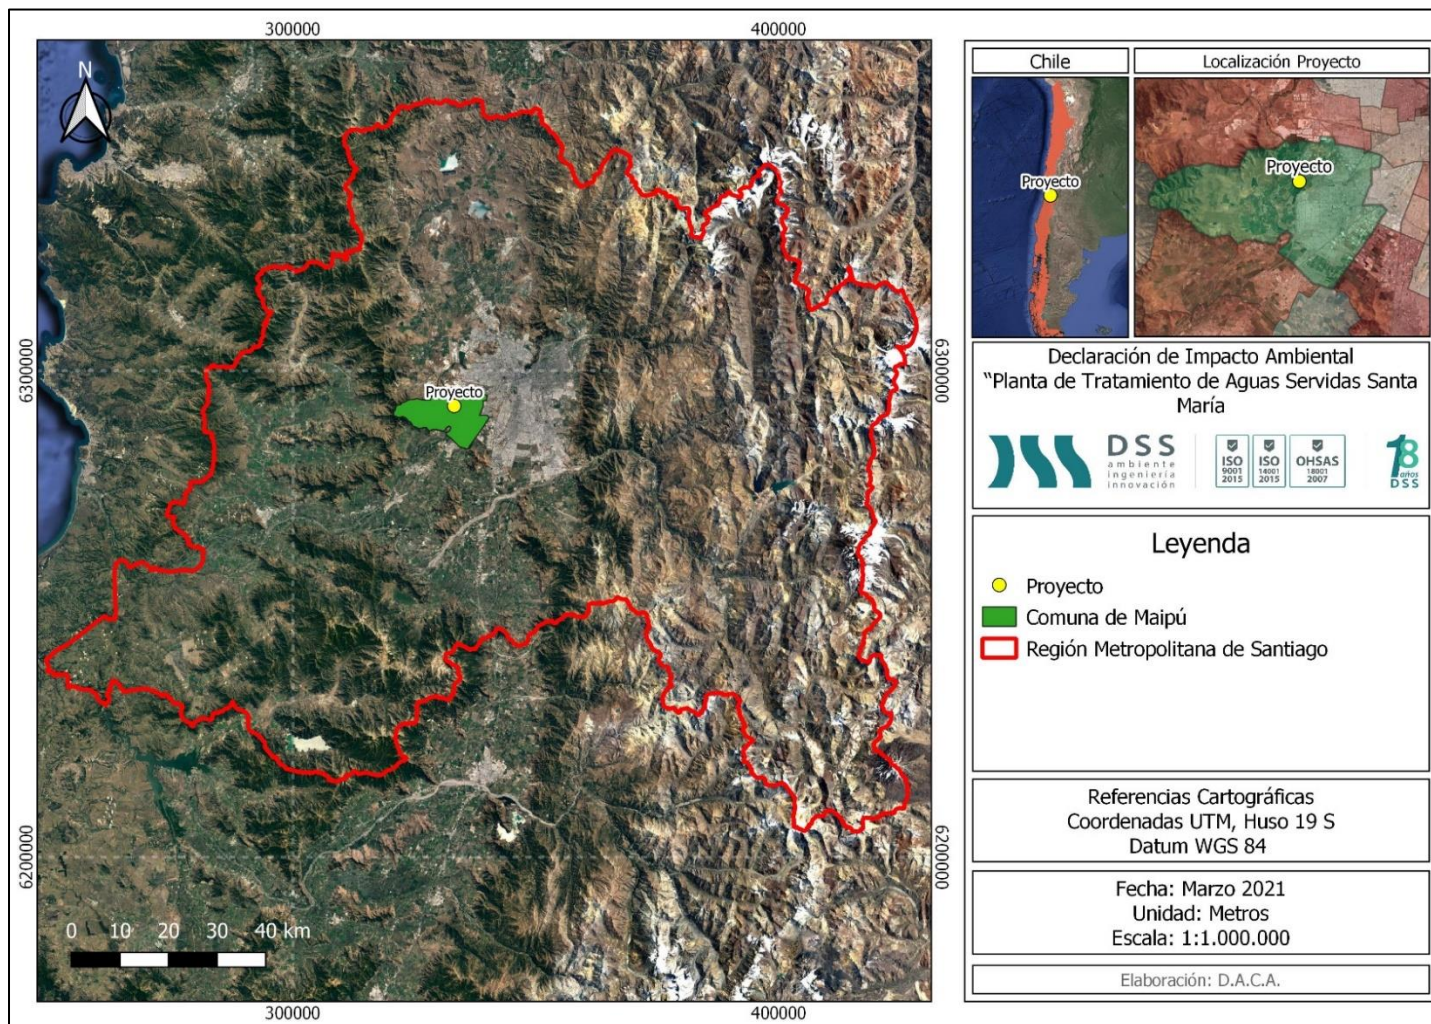 300000
400000
N
6300000
6200000
Proyecto
0 10 20 30 40 km
300000
400000
6300000
6200000
Chile
Localización Proyecto
Proyecto
Proyecto
Declaración de Impacto Ambiental
“Planta de Tratamiento de Aguas Servidas Santa
María
DSS
ambiente
ingeniería
innovación
ISO
9001
2015
ISO
14001
2015
OHSAS
18001
2007
18
años
DSS
Leyenda
Proyecto
Comuna de Maipú
Región Metropolitana de Santiago
Referencias Cartográficas
Coordenadas UTM, Huso 19 S
Datum WGS 84
Fecha: Marzo 2021
Unidad: Metros
Escala: 1:1.000.000
Elaboración: D.A.C.A.